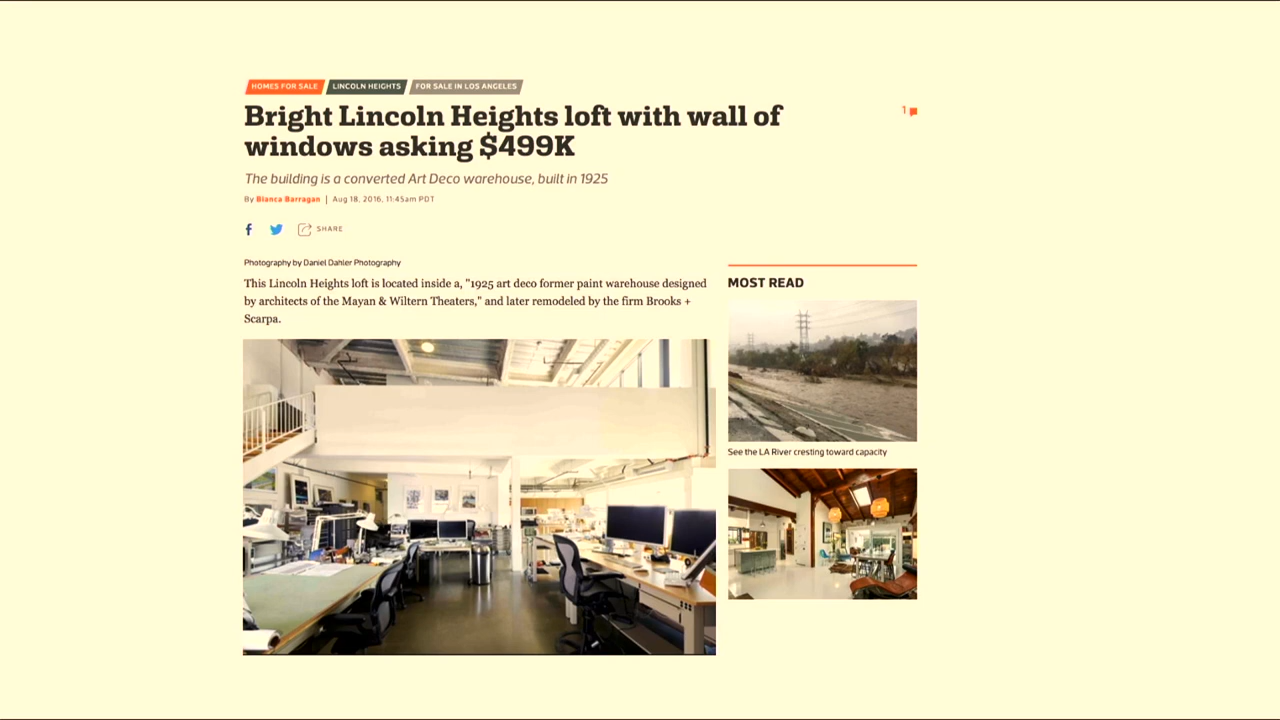 HOMES FOR SALE LINCOLN HEIGHTS FOR SALE IN LOS ANGELES
Bright Lincoln Heights loft with wall of
windows asking $499K
1
The building is a converted Art Deco warehouse, built in 1925
By Bianca Barragan | Aug 18, 2016, 11:45am PDT
SHARE
Photography by Daniel Dahler Photography
This Lincoln Heights loft is located inside a, "1925 art deco former paint warehouse designed
by architects of the Mayan & Wiltern Theaters," and later remodeled by the firm Brooks +
Scarpa.
MOST READ
See the LA River cresting toward capacity